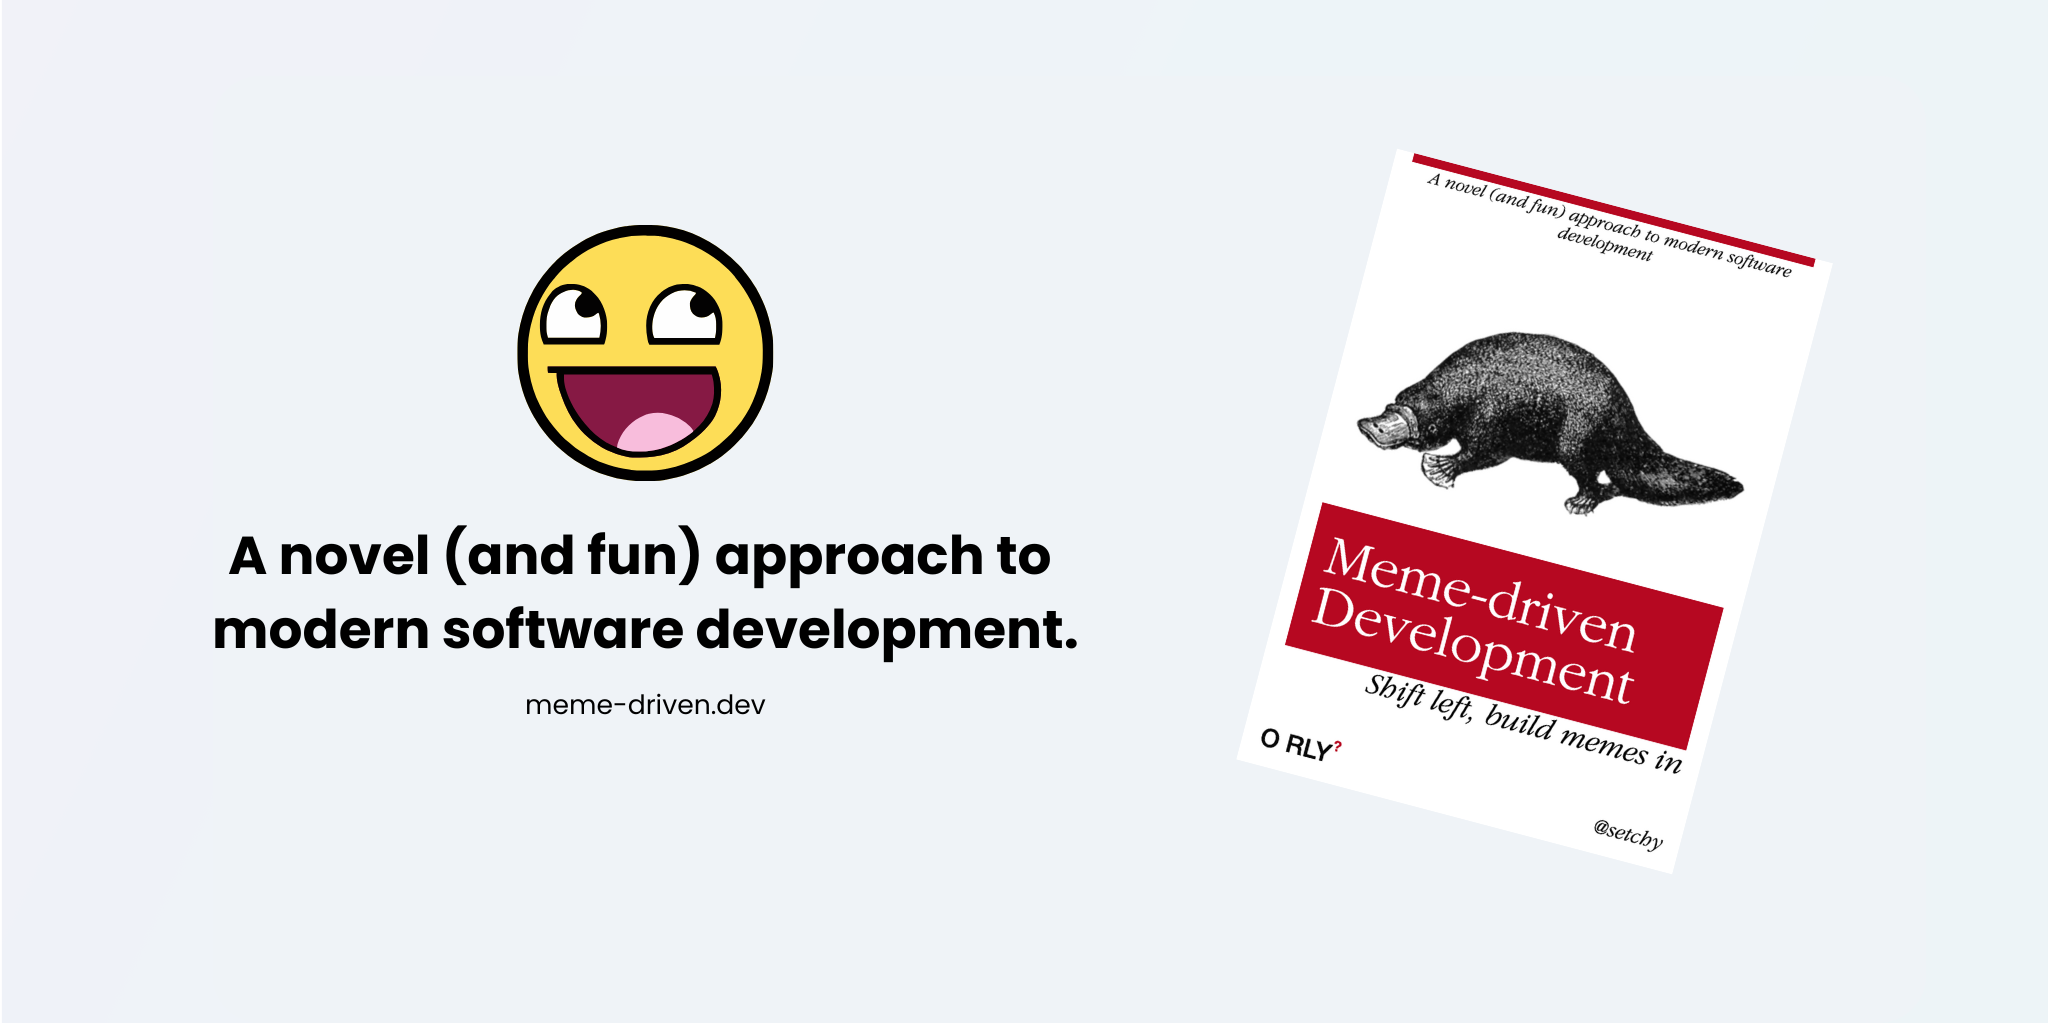 A novel (and fun) approach to
modern software development.
meme-driven.dev
A novel (and fun) approach to modern software
development
Meme-driven
Development
Shift left, build memes in
O RLY?
@setchy